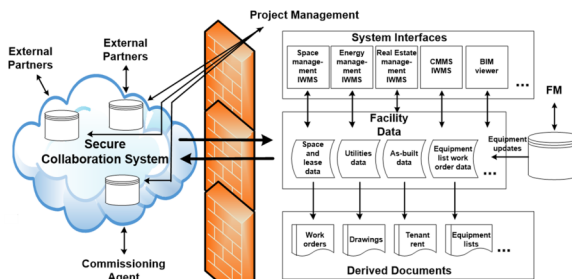 Project Management
External
Partners
External
Partners
Secure
Collaboration System
Commissioning
Agent
System Interfaces
Space
manage-
ment
IWMS
Energy
management
IWMS
Real Estate
manage-
ment
IWMS
CMMS
IWMS
BIM
viewer
...
Facility
Data
Space
and
lease
data
Utilities
data
As-built
data
Equipment
list work
order data
...
Equipment
updates
FM
Work
orders
Drawings
Tenant
rent
Equipment
lists
...
Derived Documents